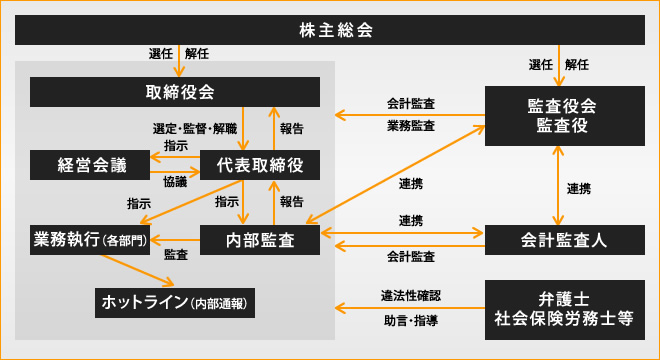 株主総会
選任 解任
選任 解任
取締役会
監査役会
監査役
会計監査
業務監査
選定・監督・解職
報告
指示
経営会議
代表取締役
協議
連携
連携
指示
指示
報告
連携
業務執行(各部門)
内部監査
会計監査人
監査
会計監査
ホットライン(内部通報)
違法性確認
助言・指導
弁護士
社会保険労務士等